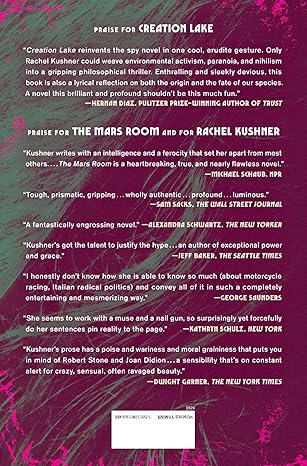 PRAISE FOR CREATION LAKE
“Creation Lake reinvents the spy novel in one cool, erudite gesture. Only
Rachel Kushner could weave environmental activism, paranoia, and nihilism
into a gripping philosophical thriller. Enthralling and sleekly devious, this
book is also a lyrical reflection on both the origin and the fate of our species.
A novel this brilliant and profound shouldn’t be this much fun.”
—HERNAN DIAZ, PULITZER PRIZE–WINNING AUTHOR OF TRUST
PRAISE FOR THE MARS ROOM AND FOR RACHEL KUSHNER
“Kushner writes with an intelligence and a ferocity that set her apart from most
others. . . . The Mars Room is a heartbreaking, true, and nearly flawless novel.”
—MICHAEL SCHAUB, NPR
“Tough, prismatic, gripping . . . wholly authentic . . . profound . . . luminous.”
—SAM SACKS, THE WALL STREET JOURNAL
“A fantastically engrossing novel.” —ALEXANDRA SCHWARTZ, THE NEW YORKER
“Kushner’s got the talent to justify the hype . . . an author of exceptional power
and grace.” —JEFF BAKER, THE SEATTLE TIMES
“I honestly don’t know how she is able to know so much (about motorcycle
racing, Italian radical politics) and convey all of it in such a completely
entertaining and mesmerizing way.” —GEORGE SAUNDERS
“She seems to work with a muse and a nail gun, so surprisingly yet forcefully
do her sentences pin reality to the page.” —KATHRYN SCHULZ, NEW YORK
“Kushner’s prose has a poise and wariness and moral graininess that puts you
in mind of Robert Stone and Joan Didion . . . a sensibility that’s on constant
alert for crazy, sensual, often ravaged beauty.”
—DWIGHT GARNER, THE NEW YORK TIMES